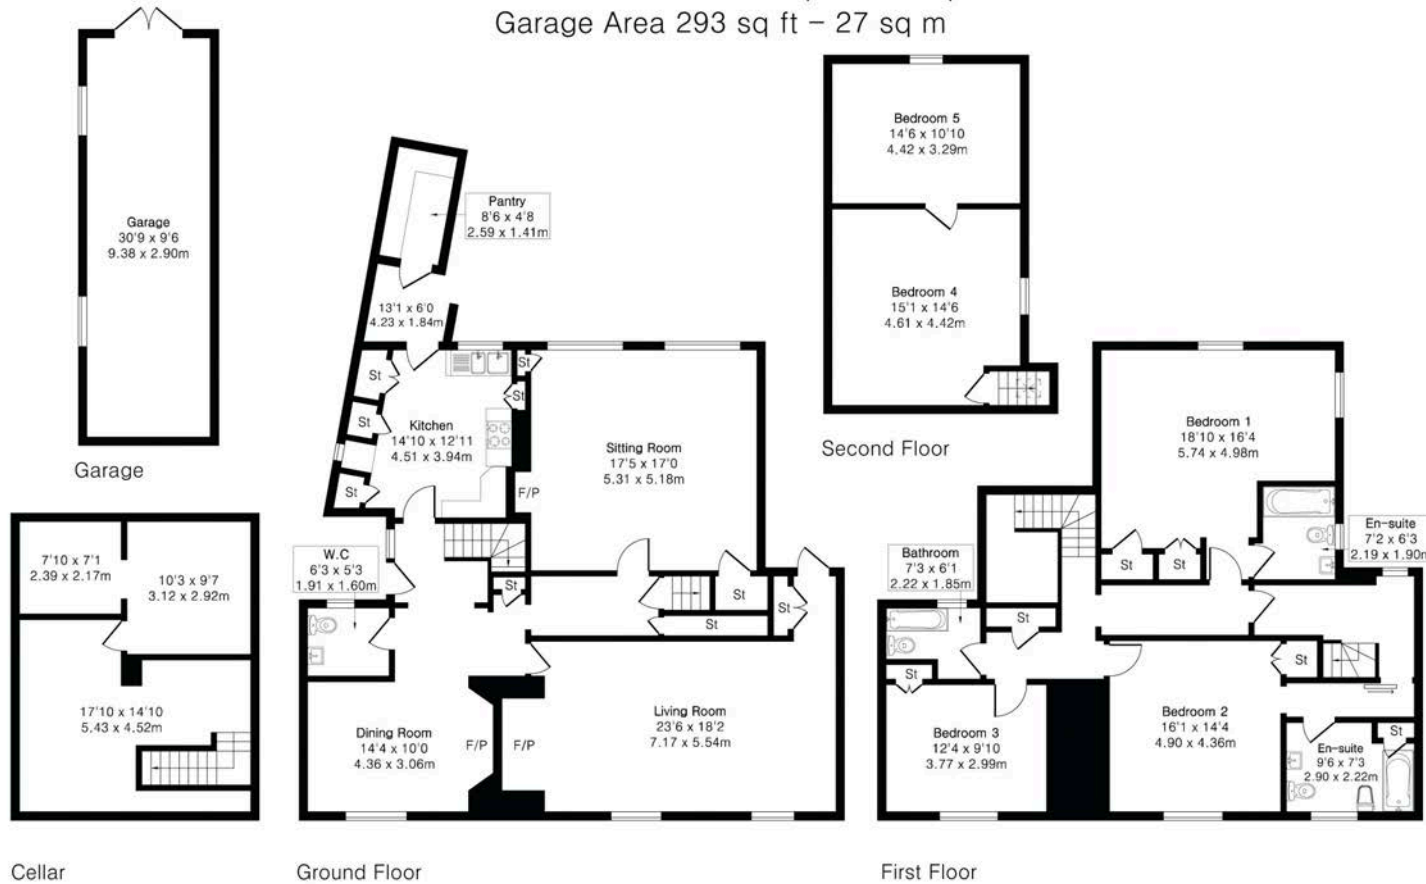 Garage Area 293 sq ft – 27 sq m
Garage
30'9 x 9'6
9.38 x 2.90m
Garage
Pantry
8'6 x 4'8
2.59 x 1.41m
13'1 x 6'0
4.23 x 1.84m
St
St
St
St
St
Kitchen
14'10 x 12'11
4.51 x 3.94m
F/P
Sitting Room
17'5 x 17'0
5.31 x 5.18m
W.C
6'3 x 5'3
1.91 x 1.60m
St
St
St
St
Dining Room
14'4 x 10'0
4.36 x 3.06m
F/P
F/P
Living Room
23'6 x 18'2
7.17 x 5.54m
Ground Floor
Bedroom 5
14'6 x 10'10
4.42 x 3.29m
Bedroom 4
15'1 x 14'6
4.61 x 4.42m
Second Floor
Bedroom 1
18'10 x 16'4
5.74 x 4.98m
En-suite
7'2 x 6'3
2.19 x 1.90m
St
St
Bathroom
7'3 x 6'1
2.22 x 1.85m
St
St
St
Bedroom 3
12'4 x 9'10
3.77 x 2.99m
Bedroom 2
16'1 x 14'4
4.90 x 4.36m
St
En-suite
9'6 x 7'3
2.90 x 2.22m
First Floor
7'10 x 7'1
2.39 x 2.17m
10'3 x 9'7
3.12 x 2.92m
17'10 x 14'10
5.43 x 4.52m
Cellar